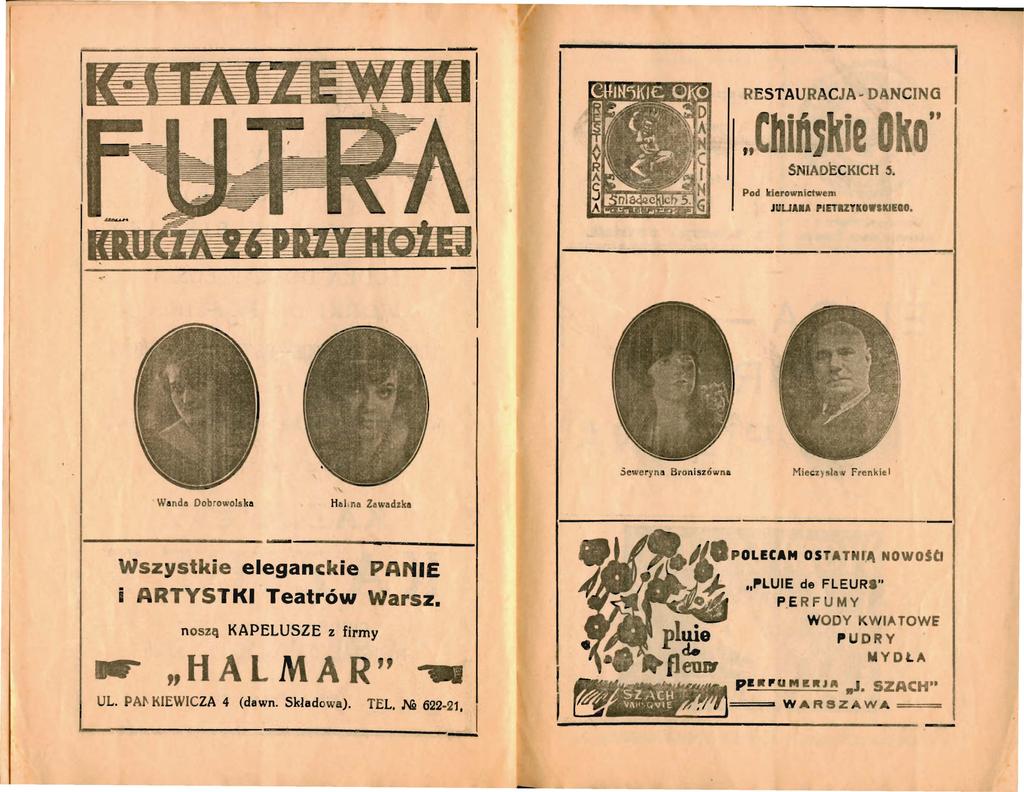 K. STASZEWSKI
FUTRA
KRUCZA 26 PRZY HOŻEJ
Wanda Dobrowolska
Halina Zawadzka
Wszystkie eleganckie PANIE
i ARTYSTKI Teatrów Warsz.
noszą KAPELUSZE z firmy
„HALMAR”
UL. PANKIEWICZA 4 (dawn. Składowa). TEL. № 622-21.
CHIŃSKIE OKO
RESTAVRACJA
DANCING
Śniadeckich 5.
RESTAURACJA-DANCING
„Chińskie Oko”
ŚNIADECKICH 5.
Pod kierownictwem
JULJANA PIETRZYKOWSKIEGO.
Seweryna Broniszówna
Mieczysław Frenkiel
pluie
de
fleurs
SZACH
VARSOVIE
POLECAM OSTATNIĄ NOWOŚĆ!
„PLUIE de FLEURS”
PERFUMY
WODY KWIATOWE
PUDRY
MYDŁA
PERFUMERJA „J. SZACH”
WARSZAWA